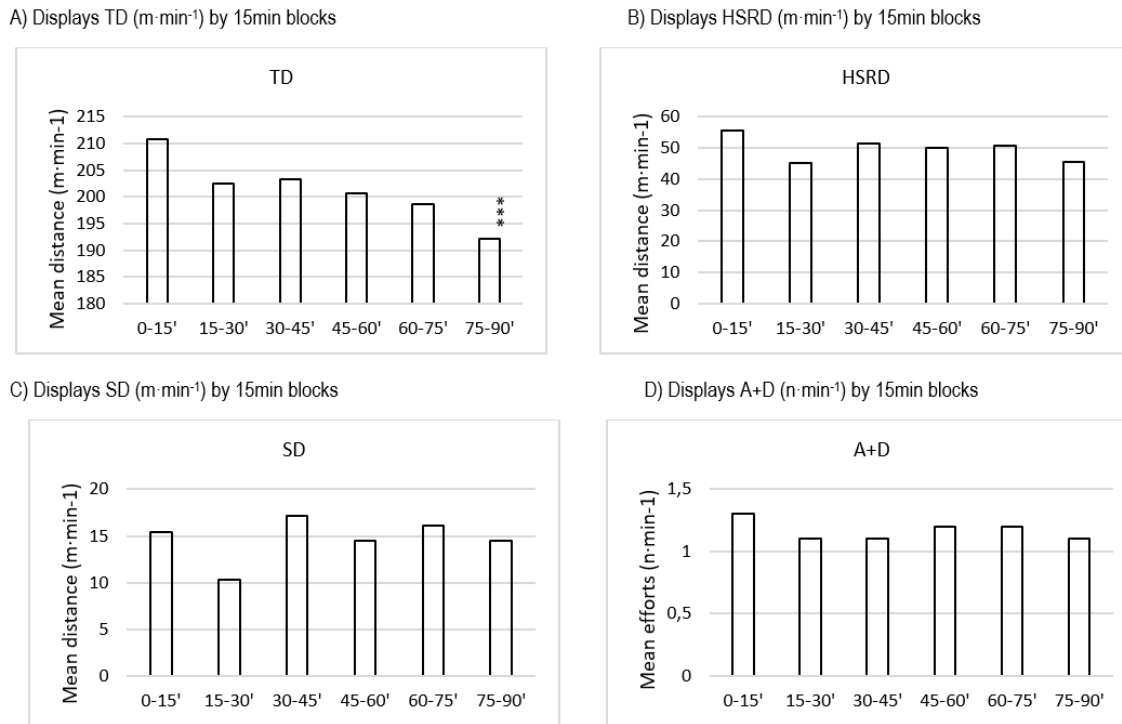 A) Displays TD (m·min⁻¹) by 15min blocks
B) Displays HSRD (m·min⁻¹) by 15min blocks
TD
Mean distance (m·min-1)
215
210
205
200
195
190
185
180
***
0-15' 15-30' 30-45' 45-60' 60-75' 75-90'
HSRD
Mean distance (m·min-1)
60
50
40
30
20
10
0
0-15' 15-30' 30-45' 45-60' 60-75' 75-90'
C) Displays SD (m·min⁻¹) by 15min blocks
D) Displays A+D (n·min⁻¹) by 15min blocks
SD
Mean distance (m·min-1)
20
15
10
5
0
0-15' 15-30' 30-45' 45-60' 60-75' 75-90'
A+D
Mean efforts (n·min-1)
1,5
1
0,5
0
0-15' 15-30' 30-45' 45-60' 60-75' 75-90'